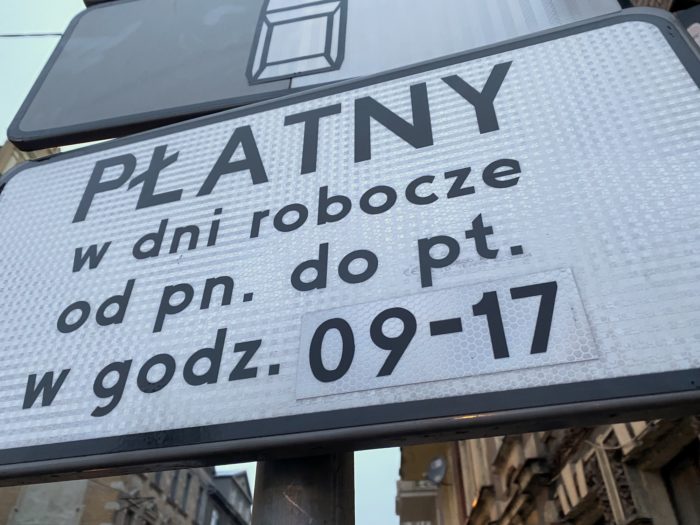 PŁATNY
w dni robocze
od pn. do pt.
w godz. 09-17